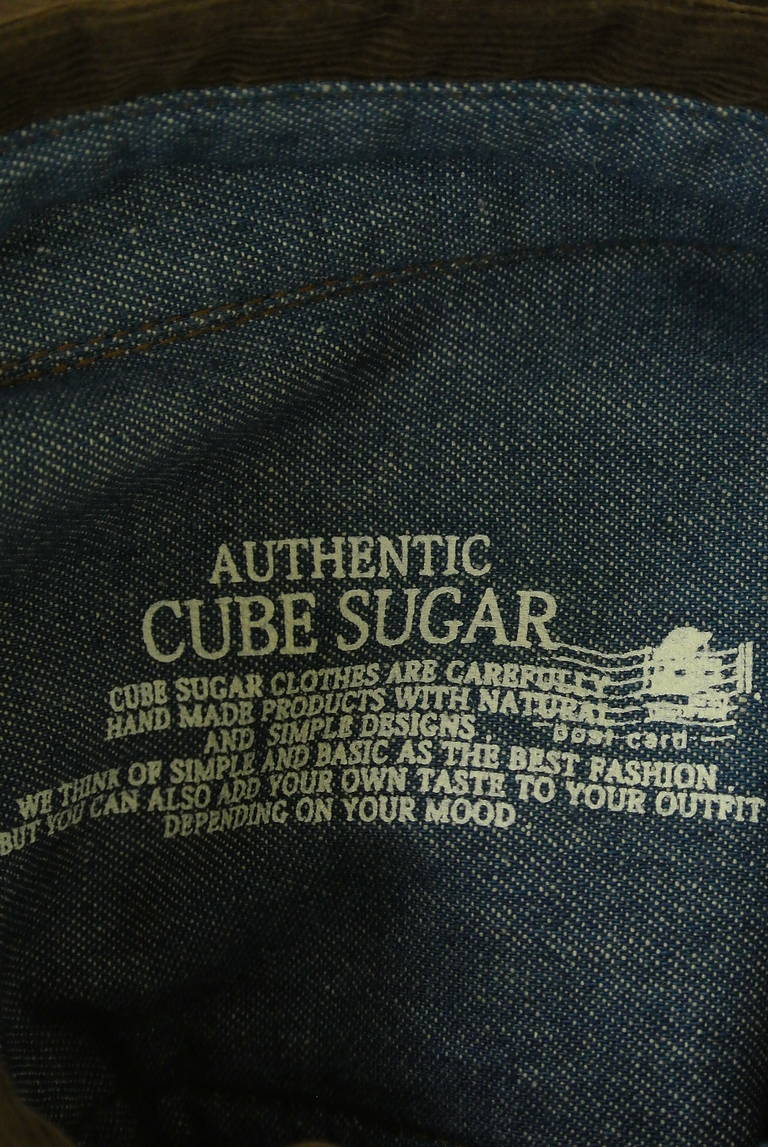 AUTHENTIC
CUBE SUGAR
CUBE SUGAR CLOTHES ARE CAREFULLY
HAND MADE PRODUCTS WITH NATURAL
AND SIMPLE DESIGNS .
post card
WE THINK OF SIMPLE AND BASIC AS THE BEST FASHION .
BUT YOU CAN ALSO ADD YOUR OWN TASTE TO YOUR OUTFIT
DEPENDING ON YOUR MOOD .